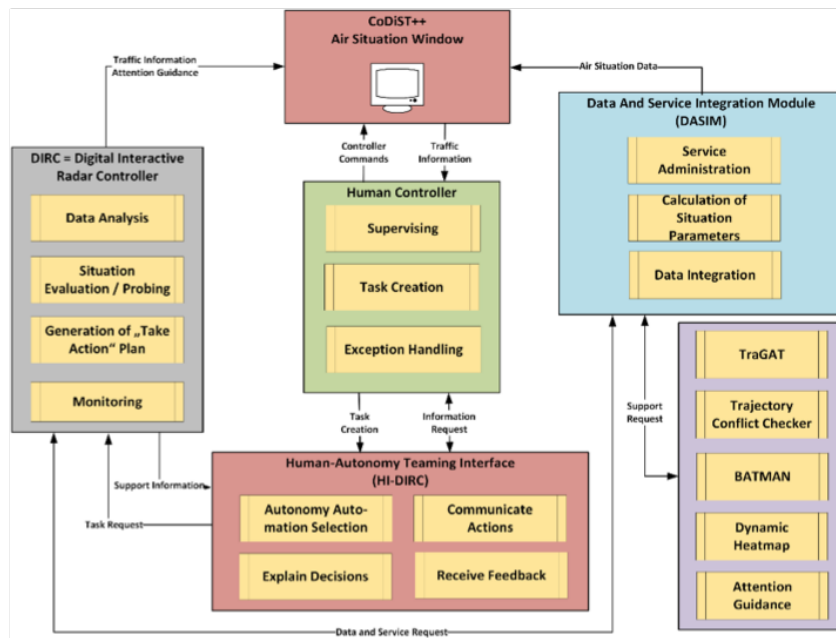 CoDiST++
Air Situation Window
Traffic Information
Attention Guidance
Air Situation Data
Controller
Commands
Traffic
Information
DIRC = Digital Interactive
Radar Controller
Data Analysis
Situation
Evaluation / Probing
Generation of „Take
Action“ Plan
Monitoring
Human Controller
Supervising
Task Creation
Exception Handling
Data And Service Integration Module
(DASIM)
Service
Administration
Calculation of
Situation
Parameters
Data Integration
TraGAT
Trajectory
Conflict Checker
BATMAN
Dynamic
Heatmap
Attention
Guidance
Support
Request
Task
Creation
Information
Request
Support Information
Task Request
Human-Autonomy Teaming Interface
(HI-DIRC)
Autonomy Auto-
mation Selection
Communicate
Actions
Explain Decisions
Receive Feedback
Data and Service Request